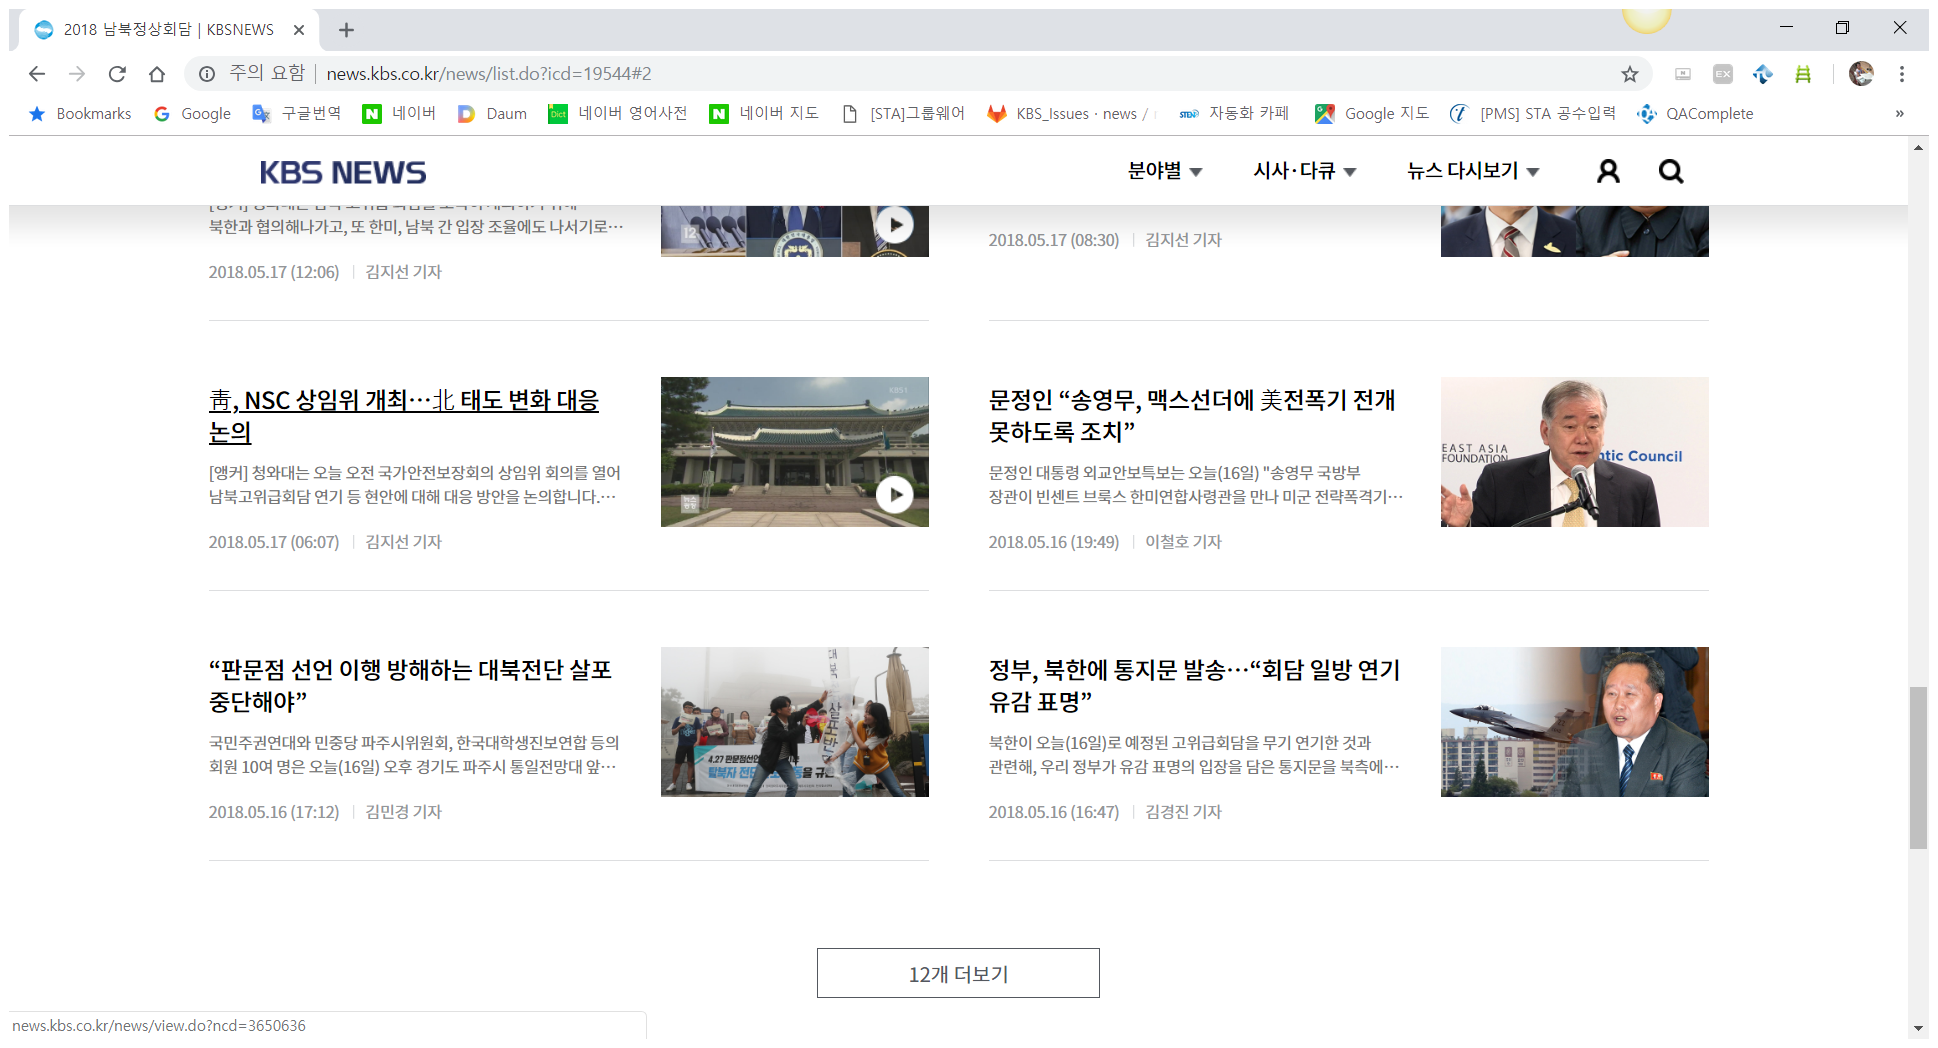 2018 남북정상회담 | KBSNEWS
주의 요함 | news.kbs.co.kr/news/list.do?icd=19544#2
EX
Bookmarks Google 구글번역 네이버 Daum 네이버 영어사전 네이버 지도 [STA]그룹웨어 KBS_Issues · news / 자동화 카페 Google 지도 [PMS] STA 공수입력 QAComplete »
KBS NEWS 분야별 시사·다큐 뉴스 다시보기
북한과 협의해나가고, 또 한미, 남북 간 입장 조율에도 나서기로…
12
2018.05.17 (12:06) | 김지선 기자
2018.05.17 (08:30) | 김지선 기자
靑, NSC 상임위 개최…北 태도 변화 대응
논의
[앵커] 청와대는 오늘 오전 국가안전보장회의 상임위 회의를 열어
남북고위급회담 연기 등 현안에 대해 대응 방안을 논의합니다.…
2018.05.17 (06:07) | 김지선 기자
KBS1
문정인 “송영무, 맥스선더에 美전폭기 전개
못하도록 조치”
문정인 대통령 외교안보특보는 오늘(16일) "송영무 국방부
장관이 빈센트 브룩스 한미연합사령관을 만나 미군 전략폭격기…
2018.05.16 (19:49) | 이철호 기자
EAST ASIA
FOUNDATION
ntic Council
“판문점 선언 이행 방해하는 대북전단 살포
중단해야”
국민주권연대와 민중당 파주시위원회, 한국대학생진보연합 등의
회원 10여 명은 오늘(16일) 오후 경기도 파주시 통일전망대 앞…
2018.05.16 (17:12) | 김민경 기자
4.27 판문점선언
정부, 북한에 통지문 발송…“회담 일방 연기
유감 표명”
북한이 오늘(16일)로 예정된 고위급회담을 무기 연기한 것과
관련해, 우리 정부가 유감 표명의 입장을 담은 통지문을 북측에…
2018.05.16 (16:47) | 김경진 기자
12개 더보기
news.kbs.co.kr/news/view.do?ncd=3650636